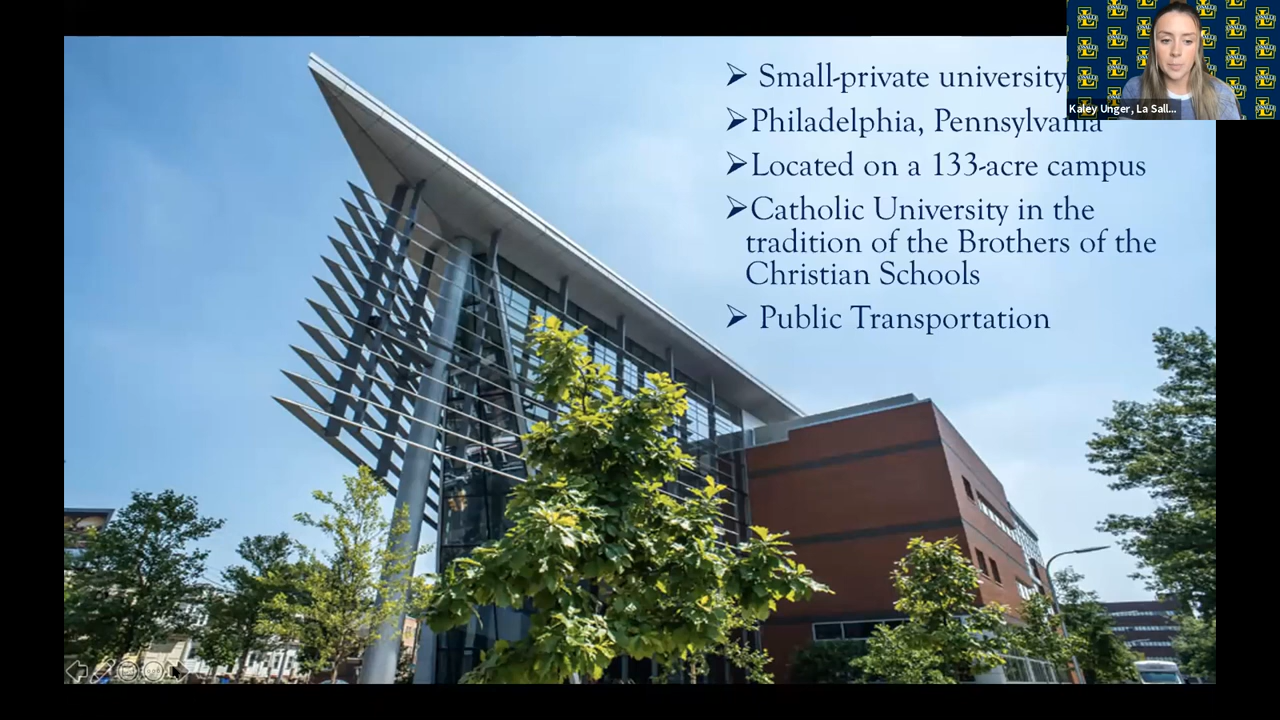 ➢ Small-private university
➢Philadelphia, Pennsylvania
➢Located on a 133-acre campus
➢Catholic University in the
tradition of the Brothers of the
Christian Schools
➢ Public Transportation
Kaley Unger, La Sall...